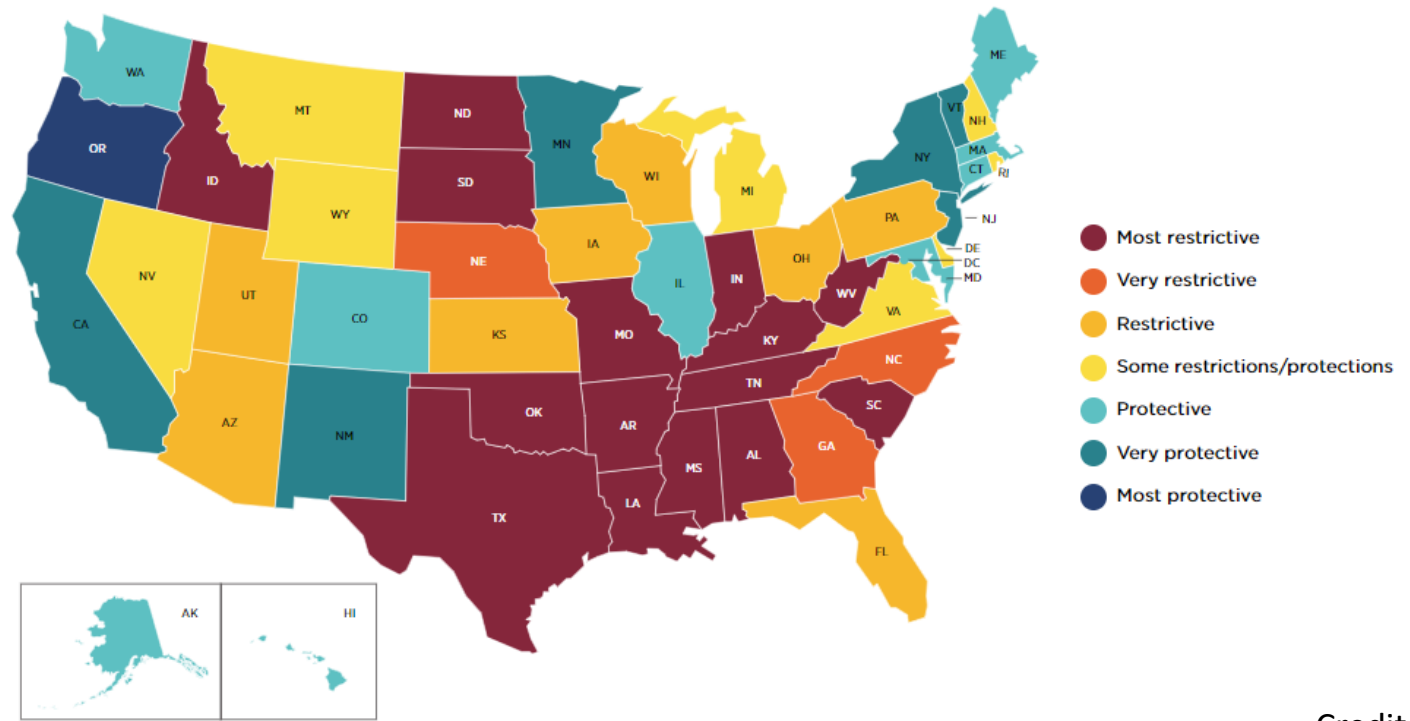 ME
WA
MT
ND
VT
MN
NH
OR
NY
MA
CT
RI
ID
SD
WI
MI
WY
PA
NJ
IA
NE
OH
DE
DC
MD
NV
IL
IN
UT
WV
CO
VA
CA
KS
MO
KY
NC
TN
OK
SC
AZ
AR
NM
GA
MS
AL
LA
TX
FL
AK
HI
Most restrictive
Very restrictive
Restrictive
Some restrictions/protections
Protective
Very protective
Most protective
Credit